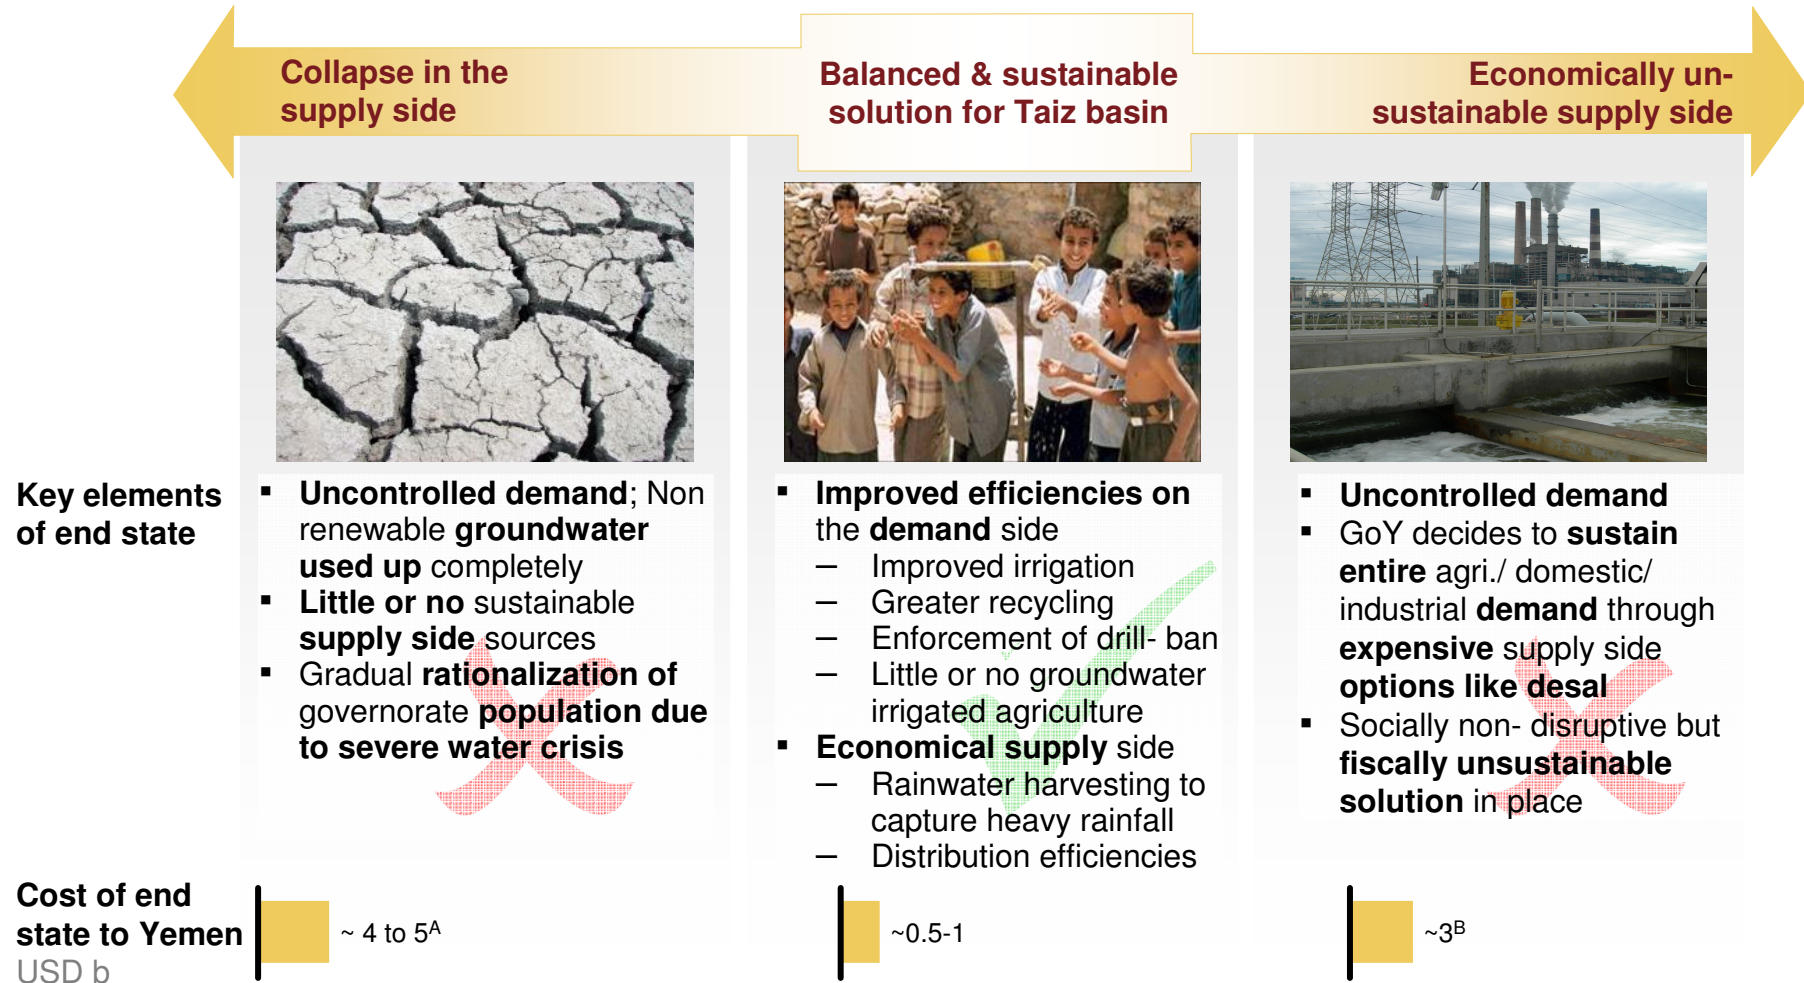 Collapse in the
supply side
Balanced & sustainable
solution for Taiz basin
Economically un-
sustainable supply side
Key elements
of end state
▪ Uncontrolled demand; Non
renewable groundwater
used up completely
▪ Little or no sustainable
supply side sources
▪ Gradual rationalization of
governorate population due
to severe water crisis
▪ Improved efficiencies on
the demand side
– Improved irrigation
– Greater recycling
– Enforcement of drill- ban
– Little or no groundwater
irrigated agriculture
▪ Economical supply side
– Rainwater harvesting to
capture heavy rainfall
– Distribution efficiencies
▪ Uncontrolled demand
▪ GoY decides to sustain
entire agri./ domestic/
industrial demand through
expensive supply side
options like desal
▪ Socially non- disruptive but
fiscally unsustainable
solution in place
Cost of end
state to Yemen
USD b
~ 4 to 5A
~0.5-1
~3B